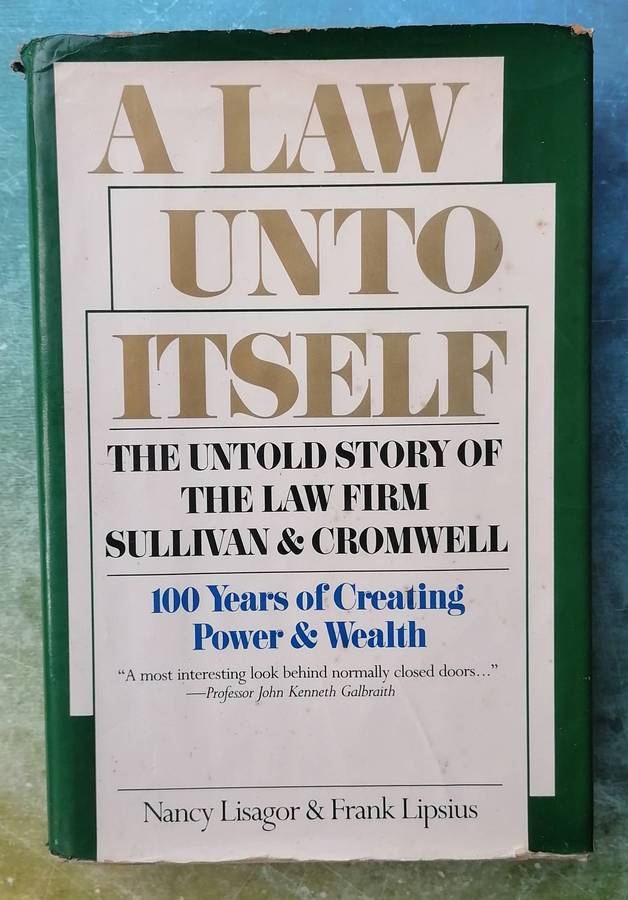 A LAW
UNTO
ITSELF
THE UNTOLD STORY OF
THE LAW FIRM
SULLIVAN & CROMWELL
100 Years of Creating
Power & Wealth
“A most interesting look behind normally closed doors…”
—Professor John Kenneth Galbraith
Nancy Lisagor & Frank Lipsius